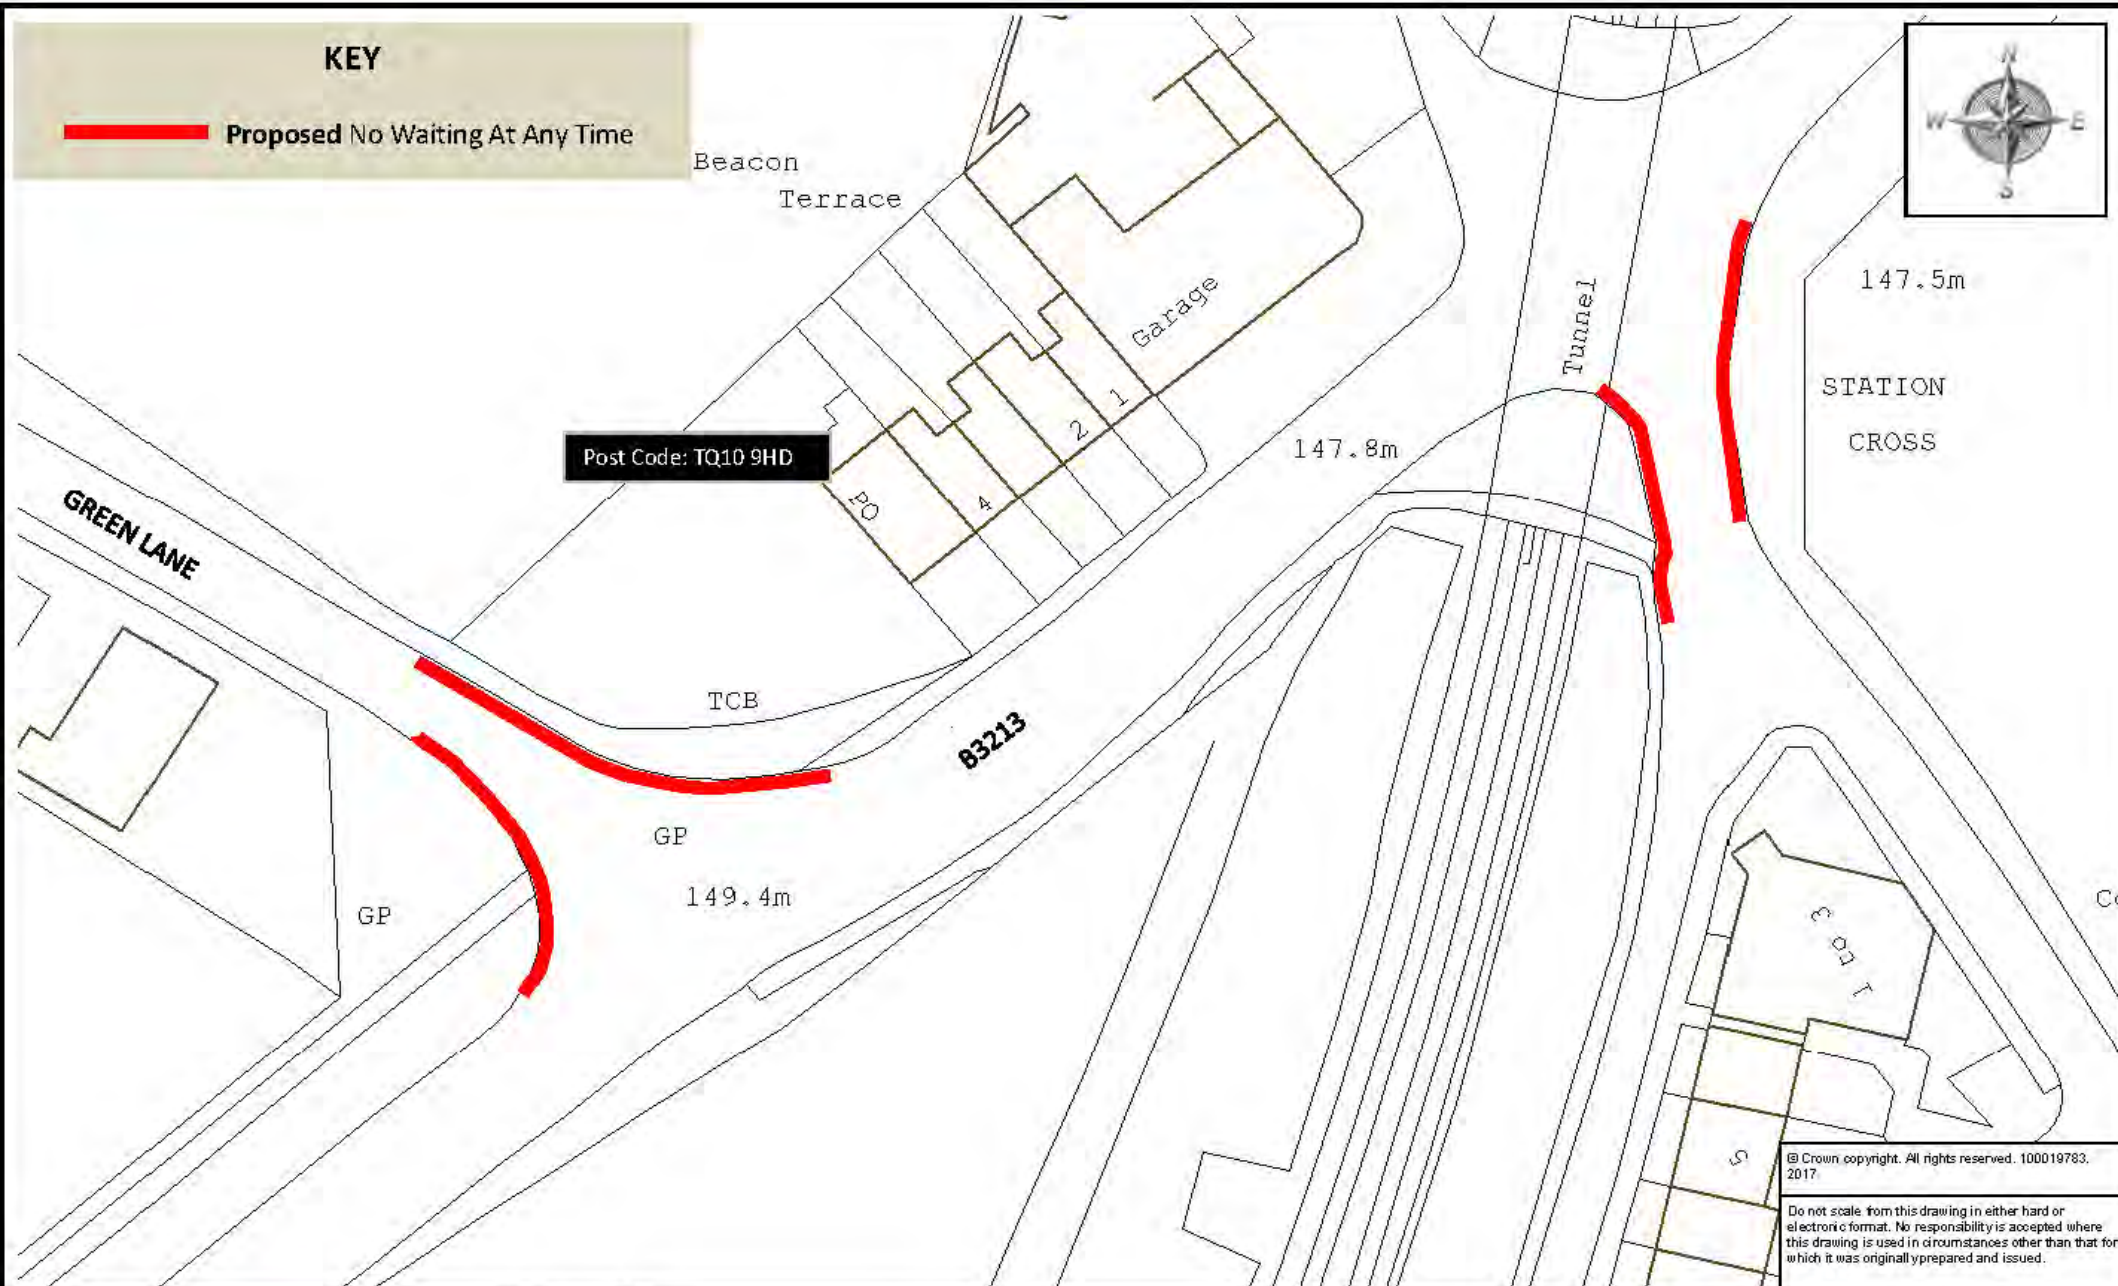 KEY
Proposed No Waiting At Any Time
N
W
E
S
Beacon
Terrace
147.5m
Garage
Tunnel
STATION
CROSS
1
2
147.8m
Post Code: TQ10 9HD
PO
4
GREEN LANE
TCB
B3213
GP
149.4m
GP
1 to 3
5
© Crown copyright. All rights reserved. 100019783.
2017
Do not scale from this drawing in either hard or
electronic format. No responsibility is accepted where
this drawing is used in circumstances other than that for
which it was originally prepared and issued.